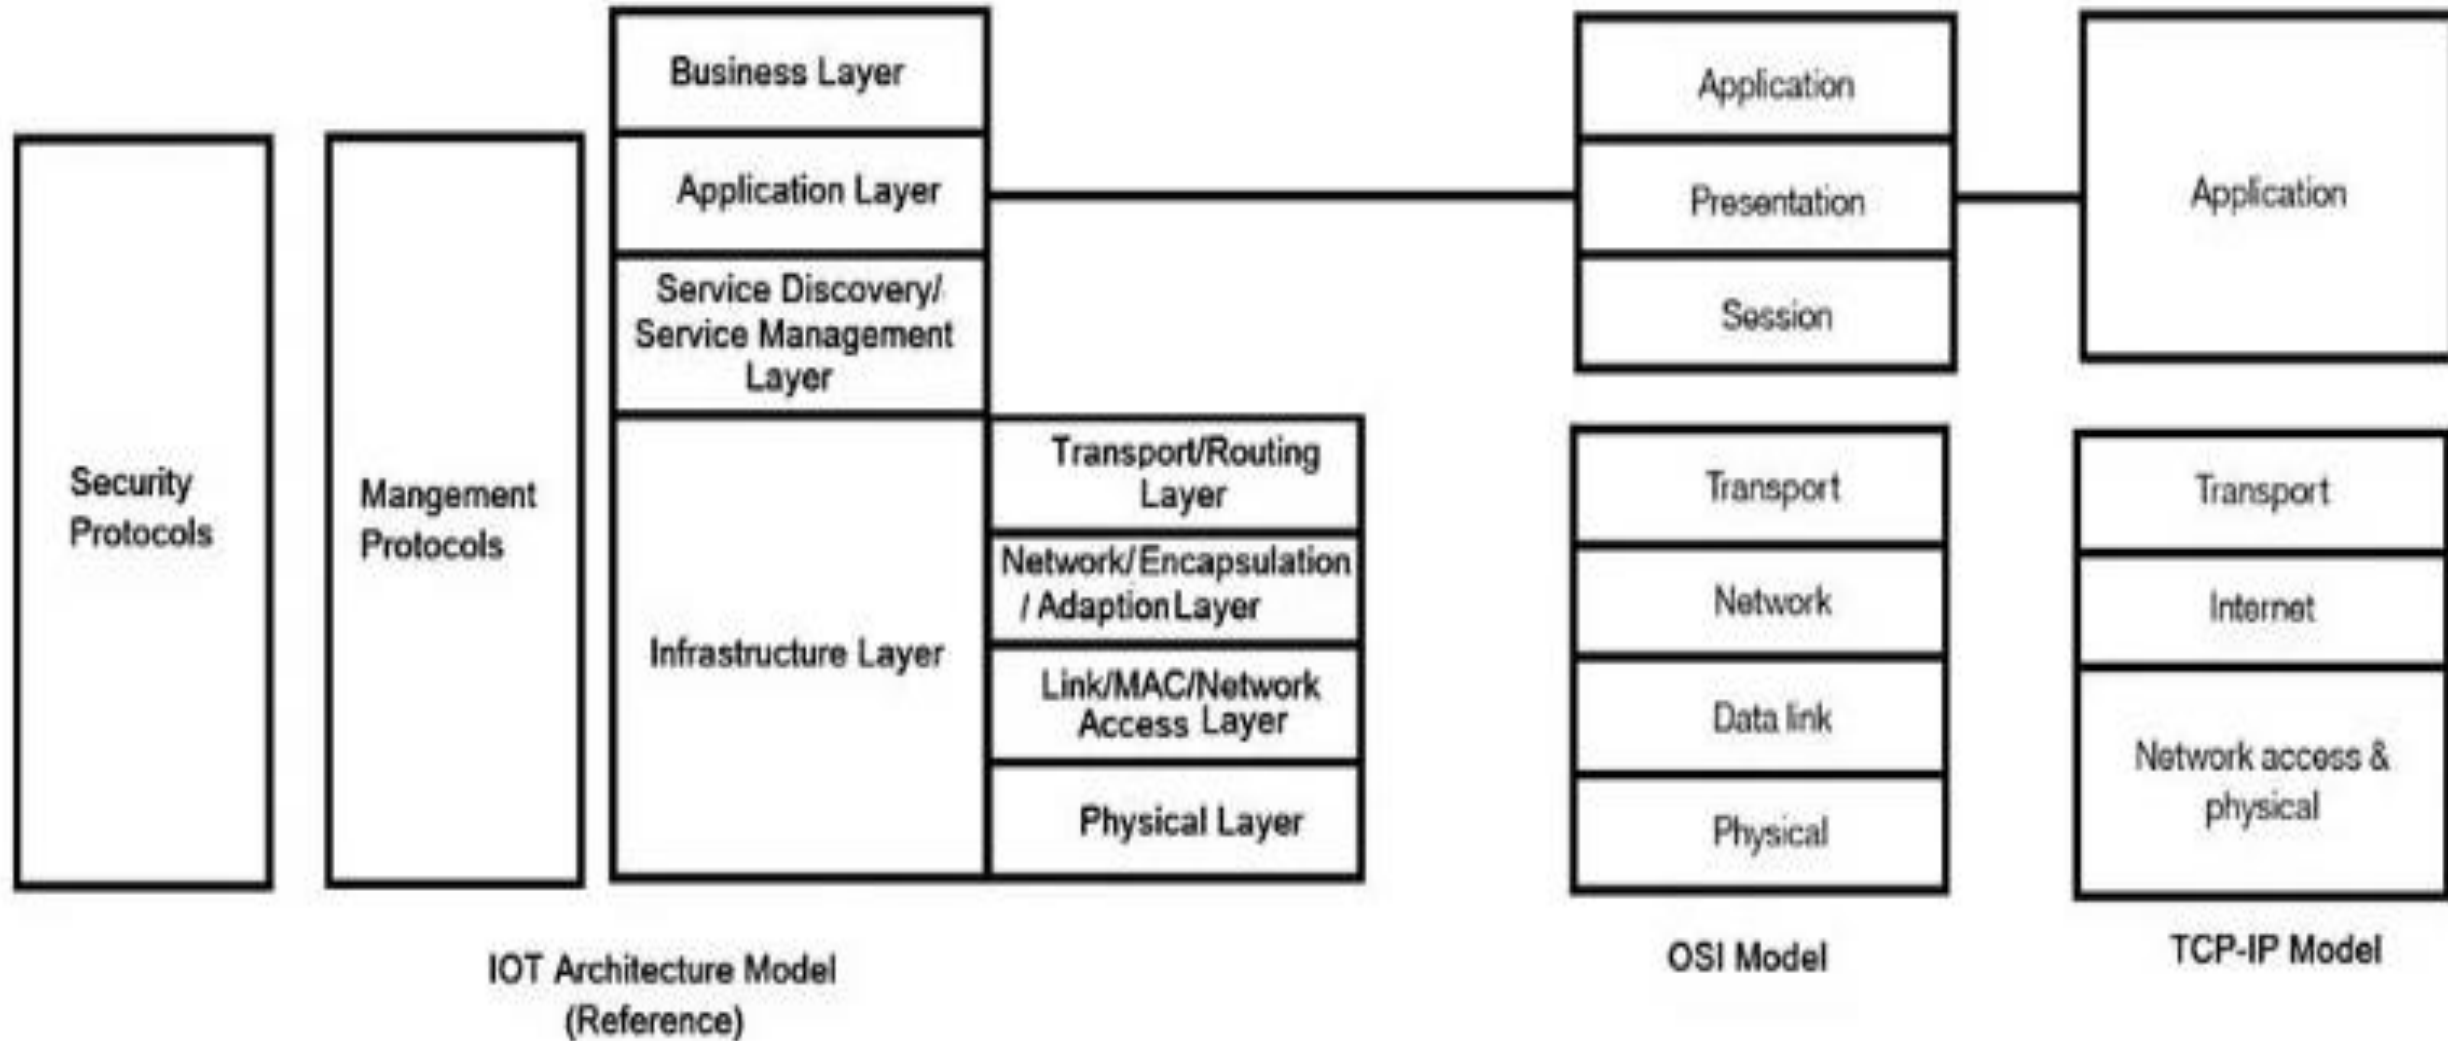 Security
Protocols
Mangement
Protocols
Business Layer
Application Layer
Service Discovery/
Service Management
Layer
Infrastructure Layer
Transport/Routing
Layer
Network/Encapsulation
/ Adaption Layer
Link/MAC/Network
Access Layer
Physical Layer
IOT Architecture Model
(Reference)
Application
Presentation
Session
Transport
Network
Data link
Physical
OSI Model
Application
Transport
Internet
Network access &
physical
TCP-IP Model